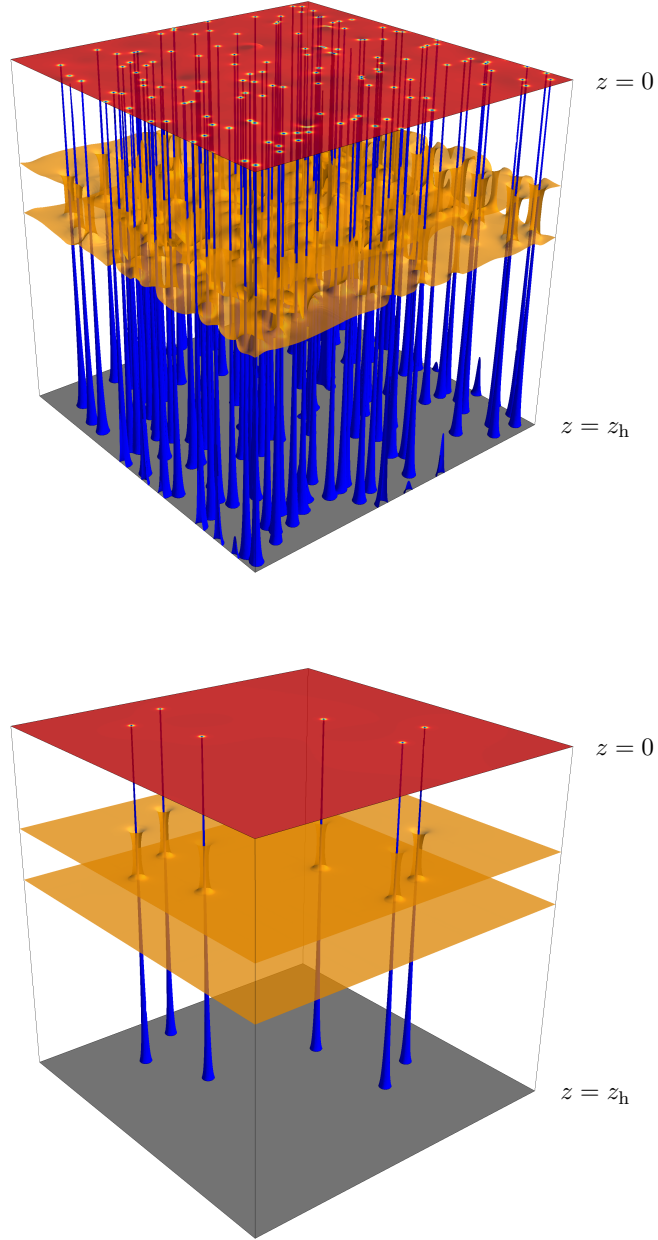 z = 0
z = z_h
z = 0
z = z_h